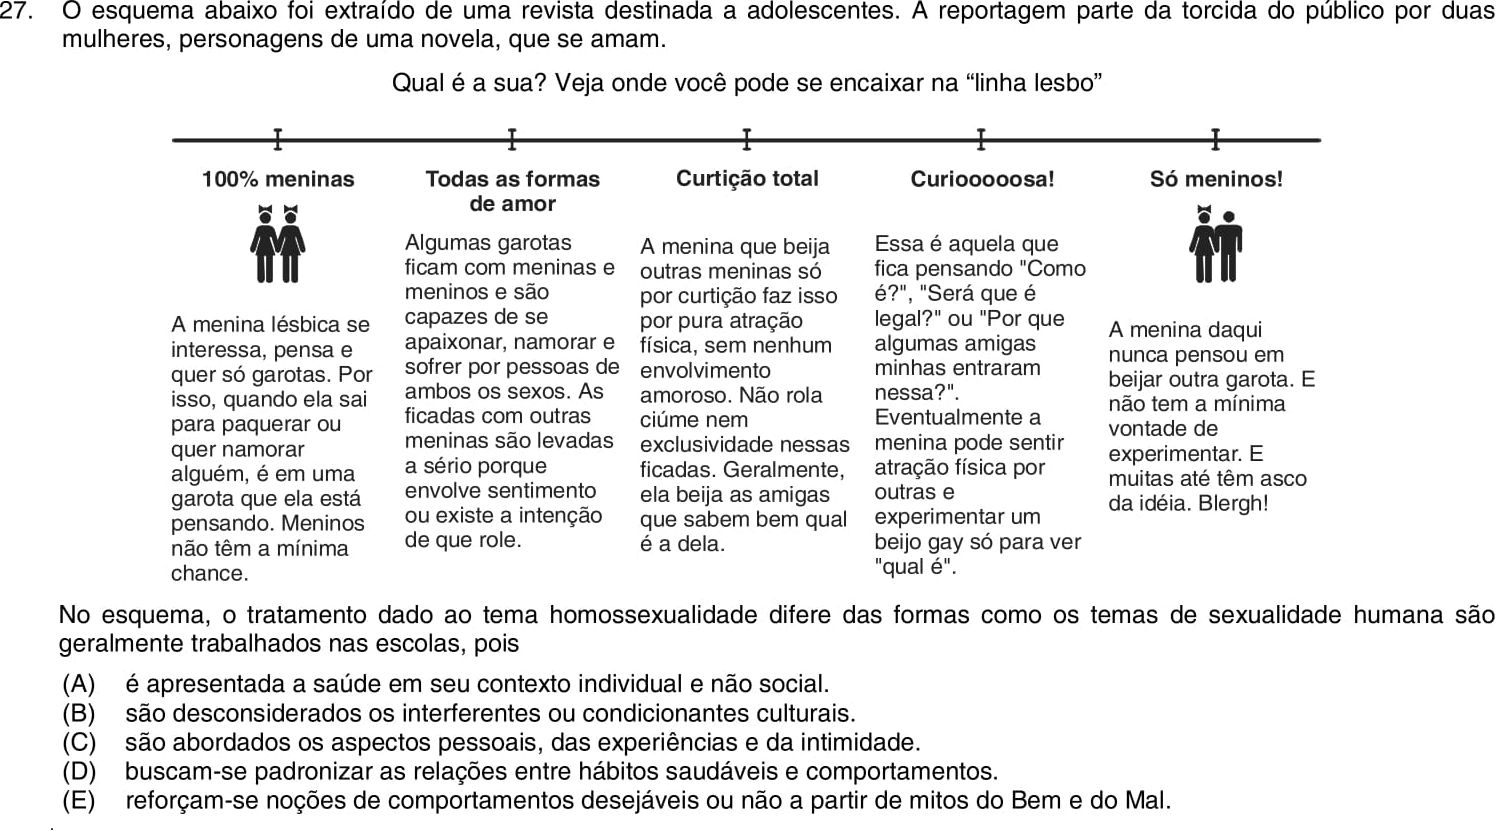 27. O esquema abaixo foi extraído de uma revista destinada a adolescentes. A reportagem parte da torcida do público por duas
mulheres, personagens de uma novela, que se amam.
Qual é a sua? Veja onde você pode se encaixar na “linha lesbo”
100% meninas
A menina lésbica se
interessa, pensa e
quer só garotas. Por
isso, quando ela sai
para paquerar ou
quer namorar
alguém, é em uma
garota que ela está
pensando. Meninos
não têm a mínima
chance.
Todas as formas
de amor
Algumas garotas
ficam com meninas e
meninos e são
capazes de se
apaixonar, namorar e
sofrer por pessoas de
ambos os sexos. As
ficadas com outras
meninas são levadas
a sério porque
envolve sentimento
ou existe a intenção
de que role.
Curtição total
A menina que beija
outras meninas só
por curtição faz isso
por pura atração
física, sem nenhum
envolvimento
amoroso. Não rola
ciúme nem
exclusividade nessas
ficadas. Geralmente,
ela beija as amigas
que sabem bem qual
é a dela.
Curioooooosa!
Essa é aquela que
fica pensando "Como
é?", "Será que é
legal?" ou "Por que
algumas amigas
minhas entraram
nessa?".
Eventualmente a
menina pode sentir
atração física por
outras e
experimentar um
beijo gay só para ver
"qual é".
Só meninos!
A menina daqui
nunca pensou em
beijar outra garota. E
não tem a mínima
vontade de
experimentar. E
muitas até têm asco
da idéia. Blergh!
No esquema, o tratamento dado ao tema homossexualidade difere das formas como os temas de sexualidade humana são
geralmente trabalhados nas escolas, pois
(A) é apresentada a saúde em seu contexto individual e não social.
(B) são desconsiderados os interferentes ou condicionantes culturais.
(C) são abordados os aspectos pessoais, das experiências e da intimidade.
(D) buscam-se padronizar as relações entre hábitos saudáveis e comportamentos.
(E) reforçam-se noções de comportamentos desejáveis ou não a partir de mitos do Bem e do Mal.